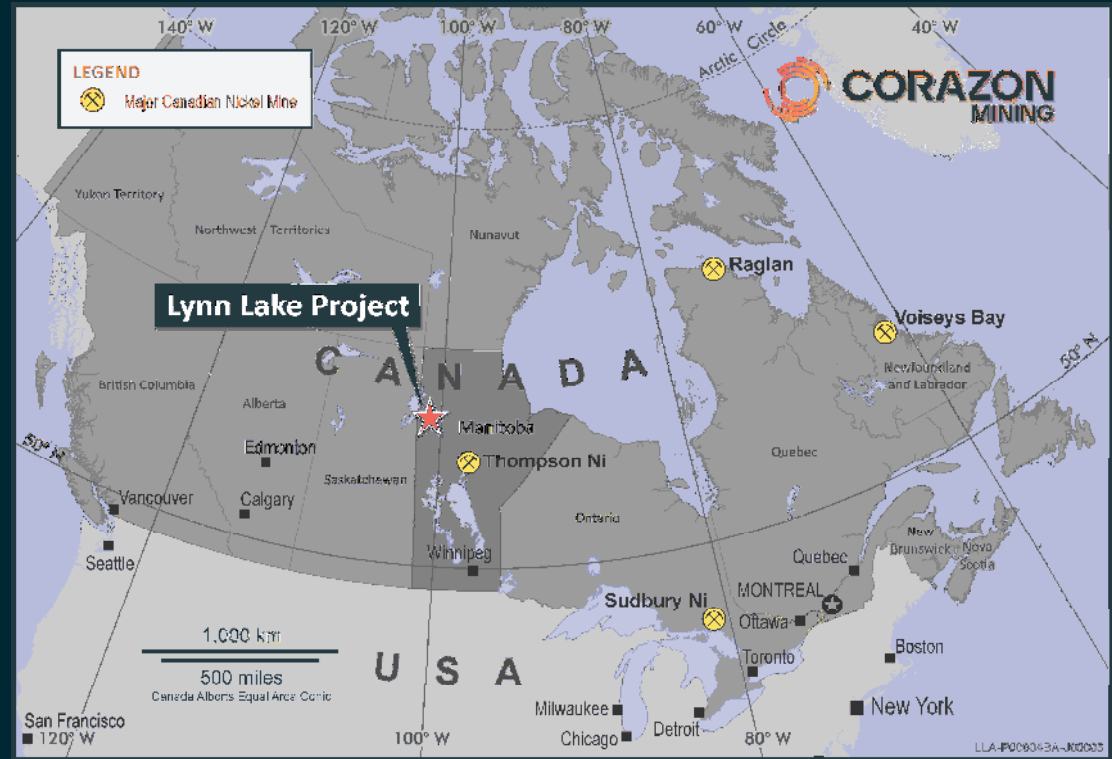 140° W
120° W
100° W
80° W
60° W
40° W
Arctic Circle
LEGEND
Major Canadian Nickel Mine
CORAZON
MINING
Yukon Territory
Northwest Territories
Nunavut
Raglan
Lynn Lake Project
Voiseys Bay
50° N
CANADA
Newfoundland
and Labrador
British Columbia
Alberta
Manitoba
Edmonton
Thompson Ni
Quebec
50° N
Saskatchewan
Vancouver
Calgary
Ontario
Seattle
Winnipeg
New
Brunswick
Nova
Scotia
Quebec
MONTREAL
Sudbury Ni
Ottawa
1,000 km
Toronto
Boston
500 miles
USA
Canada Albers Equal Area Conic
Milwaukee
Detroit
New York
San Francisco
120° W
100° W
Chicago
80° W